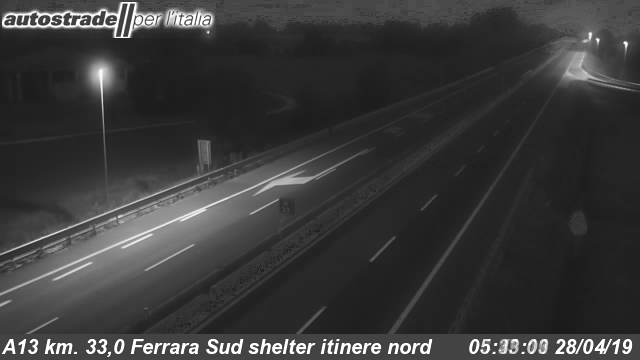 autostrade per l'italia
A13 km. 33,0 Ferrara Sud shelter itinere nord 28/04/19